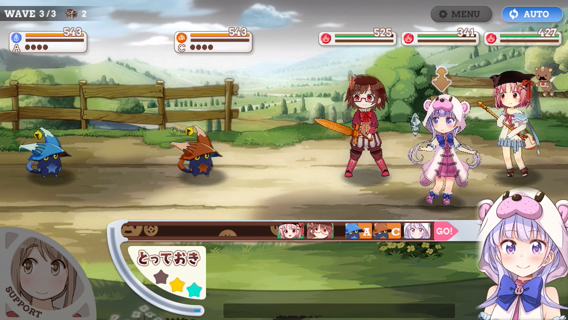 WAVE 3/3 2
MENU
AUTO
543
A
543
C
525
341
427
A
C
GO!
とっておき
SUPPORT